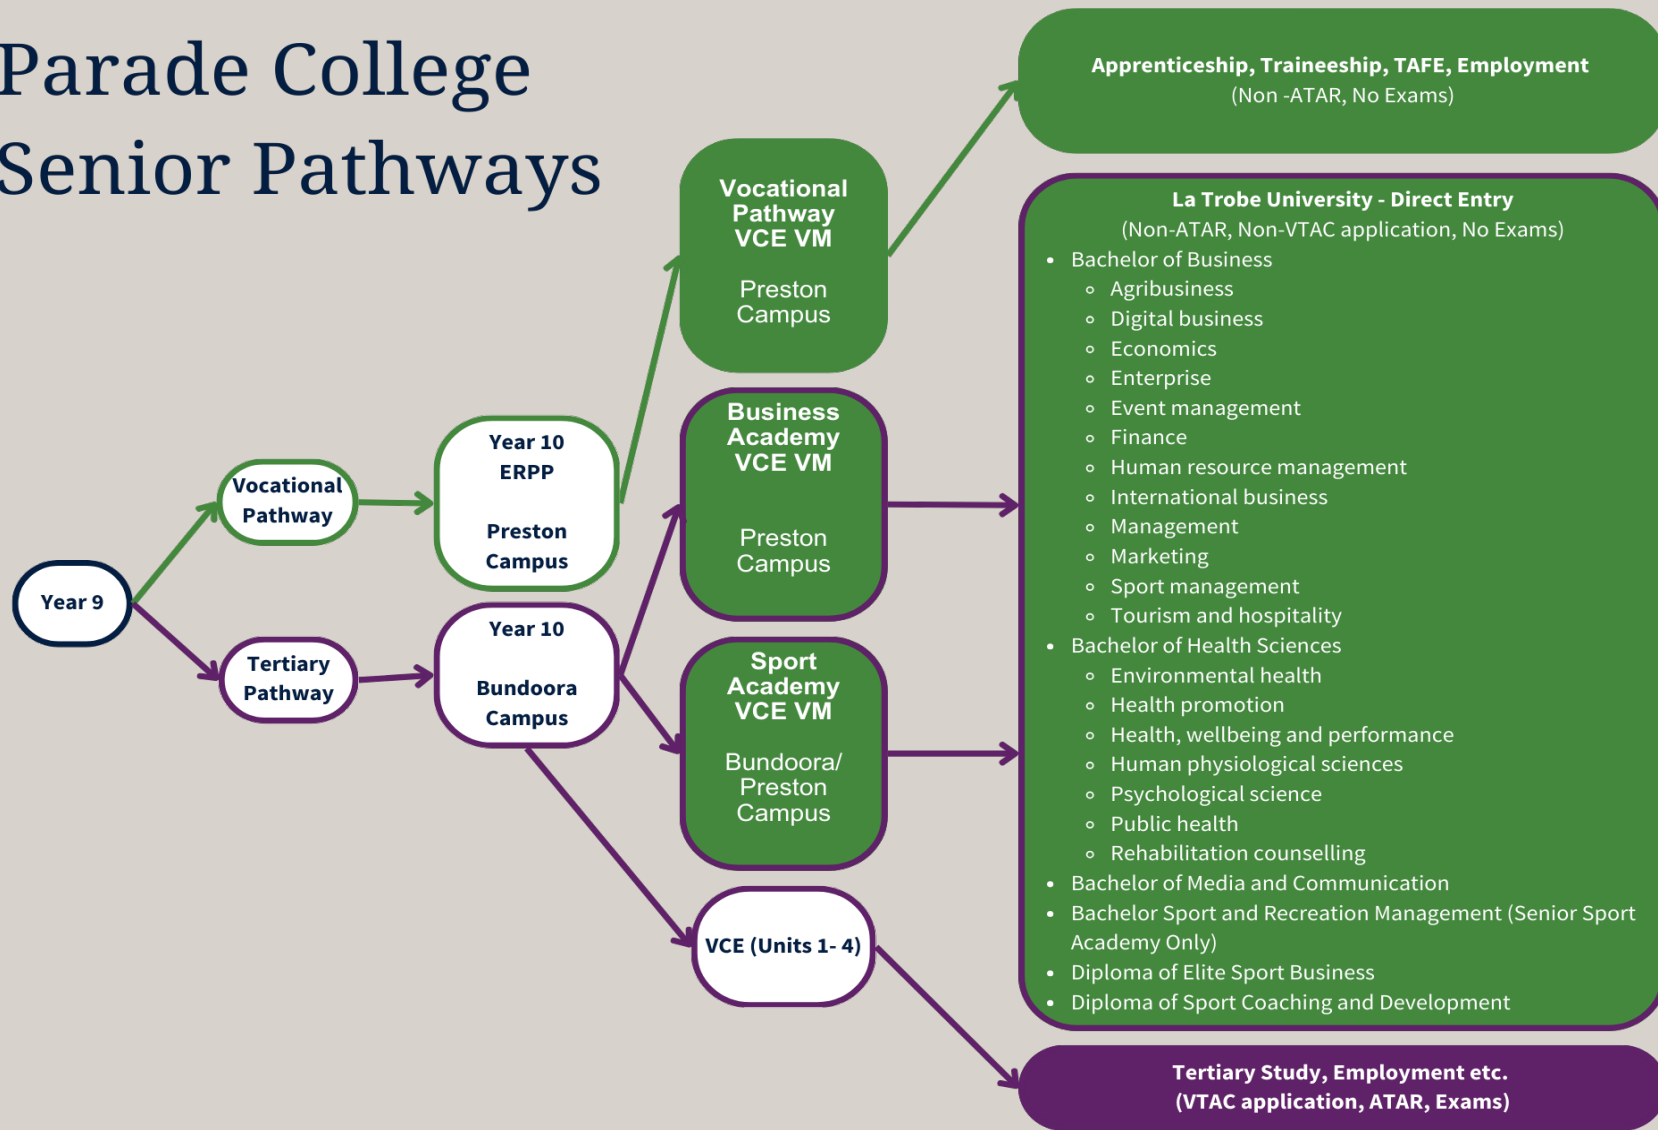 Parade College
Senior Pathways
Year 9
Vocational
Pathway
Tertiary
Pathway
Year 10
ERPP
Preston
Campus
Year 10
Bundoora
Campus
Vocational
Pathway
VCE VM
Preston
Campus
Business
Academy
VCE VM
Preston
Campus
Sport
Academy
VCE VM
Bundoora/
Preston
Campus
VCE (Units 1- 4)
Apprenticeship, Traineeship, TAFE, Employment
(Non -ATAR, No Exams)
La Trobe University - Direct Entry
(Non-ATAR, Non-VTAC application, No Exams)
• Bachelor of Business
◦ Agribusiness
◦ Digital business
◦ Economics
◦ Enterprise
◦ Event management
◦ Finance
◦ Human resource management
◦ International business
◦ Management
◦ Marketing
◦ Sport management
◦ Tourism and hospitality
• Bachelor of Health Sciences
◦ Environmental health
◦ Health promotion
◦ Health, wellbeing and performance
◦ Human physiological sciences
◦ Psychological science
◦ Public health
◦ Rehabilitation counselling
• Bachelor of Media and Communication
• Bachelor Sport and Recreation Management (Senior Sport
Academy Only)
• Diploma of Elite Sport Business
• Diploma of Sport Coaching and Development
Tertiary Study, Employment etc.
(VTAC application, ATAR, Exams)